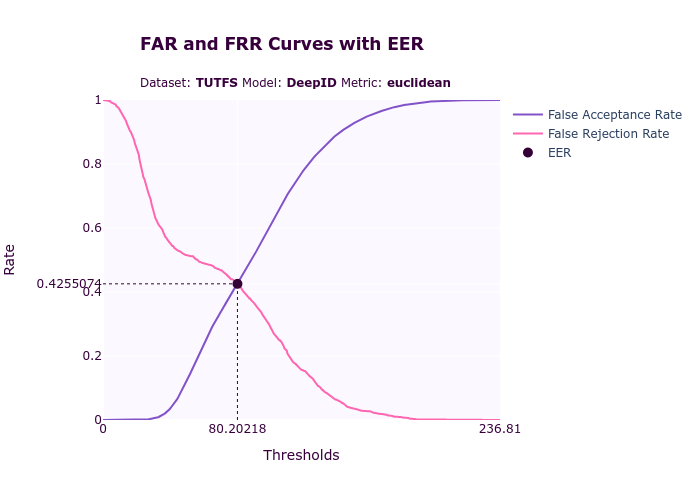 FAR and FRR Curves with EER
Dataset: TUTFS Model: DeepID Metric: euclidean
1
0.8
0.6
0.4255074
0.4
0.2
0
Rate
0
80.20218
236.81
Thresholds
False Acceptance Rate
False Rejection Rate
EER